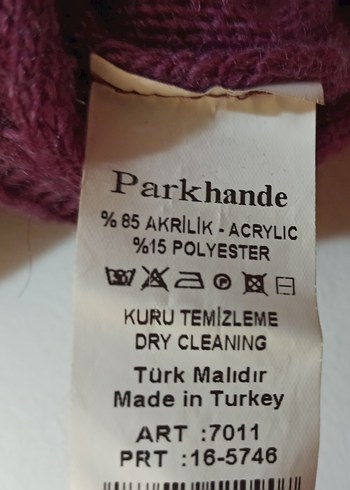 Parkhande
% 85 AKRİLİK - ACRYLIC
%15 POLYESTER
P
KURU TEMİZLEME
DRY CLEANING
Türk Malıdır
Made in Turkey
ART :7011
PRT :16-5746